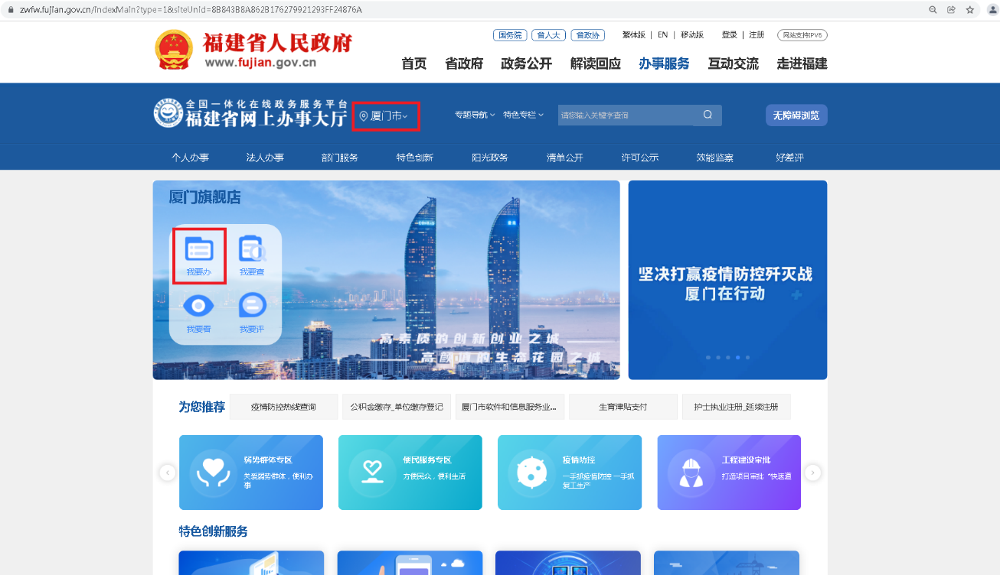 zwfw.fujian.gov.cn/indexMain?type=1&siteUnid=8B843B8A862B176279921293FF24876A
福建省人民政府
www.fujian.gov.cn
国务院 省人大 省政协 繁体版 | EN | 移动版 登录 | 注册 网站支持IPV6
首页 省政府 政务公开 解读回应 办事服务 互动交流 走进福建
全国一体化在线政务服务平台
福建省网上办事大厅
厦门市
专题导航 特色专栏 请您输入关键字查询
无障碍浏览
个人办事 法人办事 部门服务 特色创新 阳光政务 清单公开 许可公示 效能监察 好差评
厦门旗舰店
我要办 我要查
我要看 我要评
高素质的创新创业之城
高颜值的生态花园之城
坚决打赢疫情防控歼灭战
厦门在行动
为您推荐 疫情防控热线查询 公积金缴存_单位缴存登记 厦门市软件和信息服务业... 生育津贴支付 护士执业注册_延续注册
弱势群体专区
关爱弱势群体，便利办
事
便民服务专区
方便民众，便利生活
疫情防控
一手抓疫情防控 一手抓
复工生产
工程建设审批
打造项目审批“快速道
特色创新服务